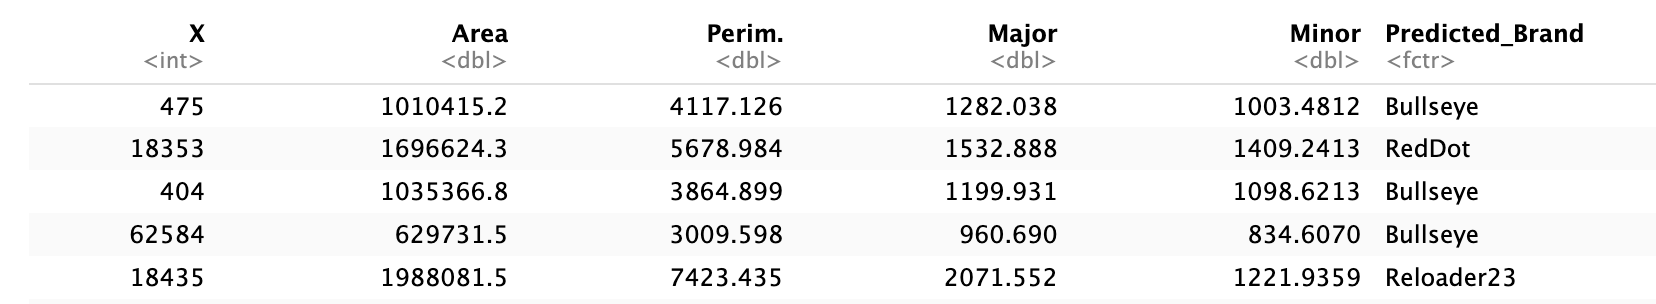 X Area Perim. Major Minor Predicted_Brand
<int> <dbl> <dbl> <dbl> <dbl> <fctr>
475 1010415.2 4117.126 1282.038 1003.4812 Bullseye
18353 1696624.3 5678.984 1532.888 1409.2413 RedDot
404 1035366.8 3864.899 1199.931 1098.6213 Bullseye
62584 629731.5 3009.598 960.690 834.6070 Bullseye
18435 1988081.5 7423.435 2071.552 1221.9359 Reloader23